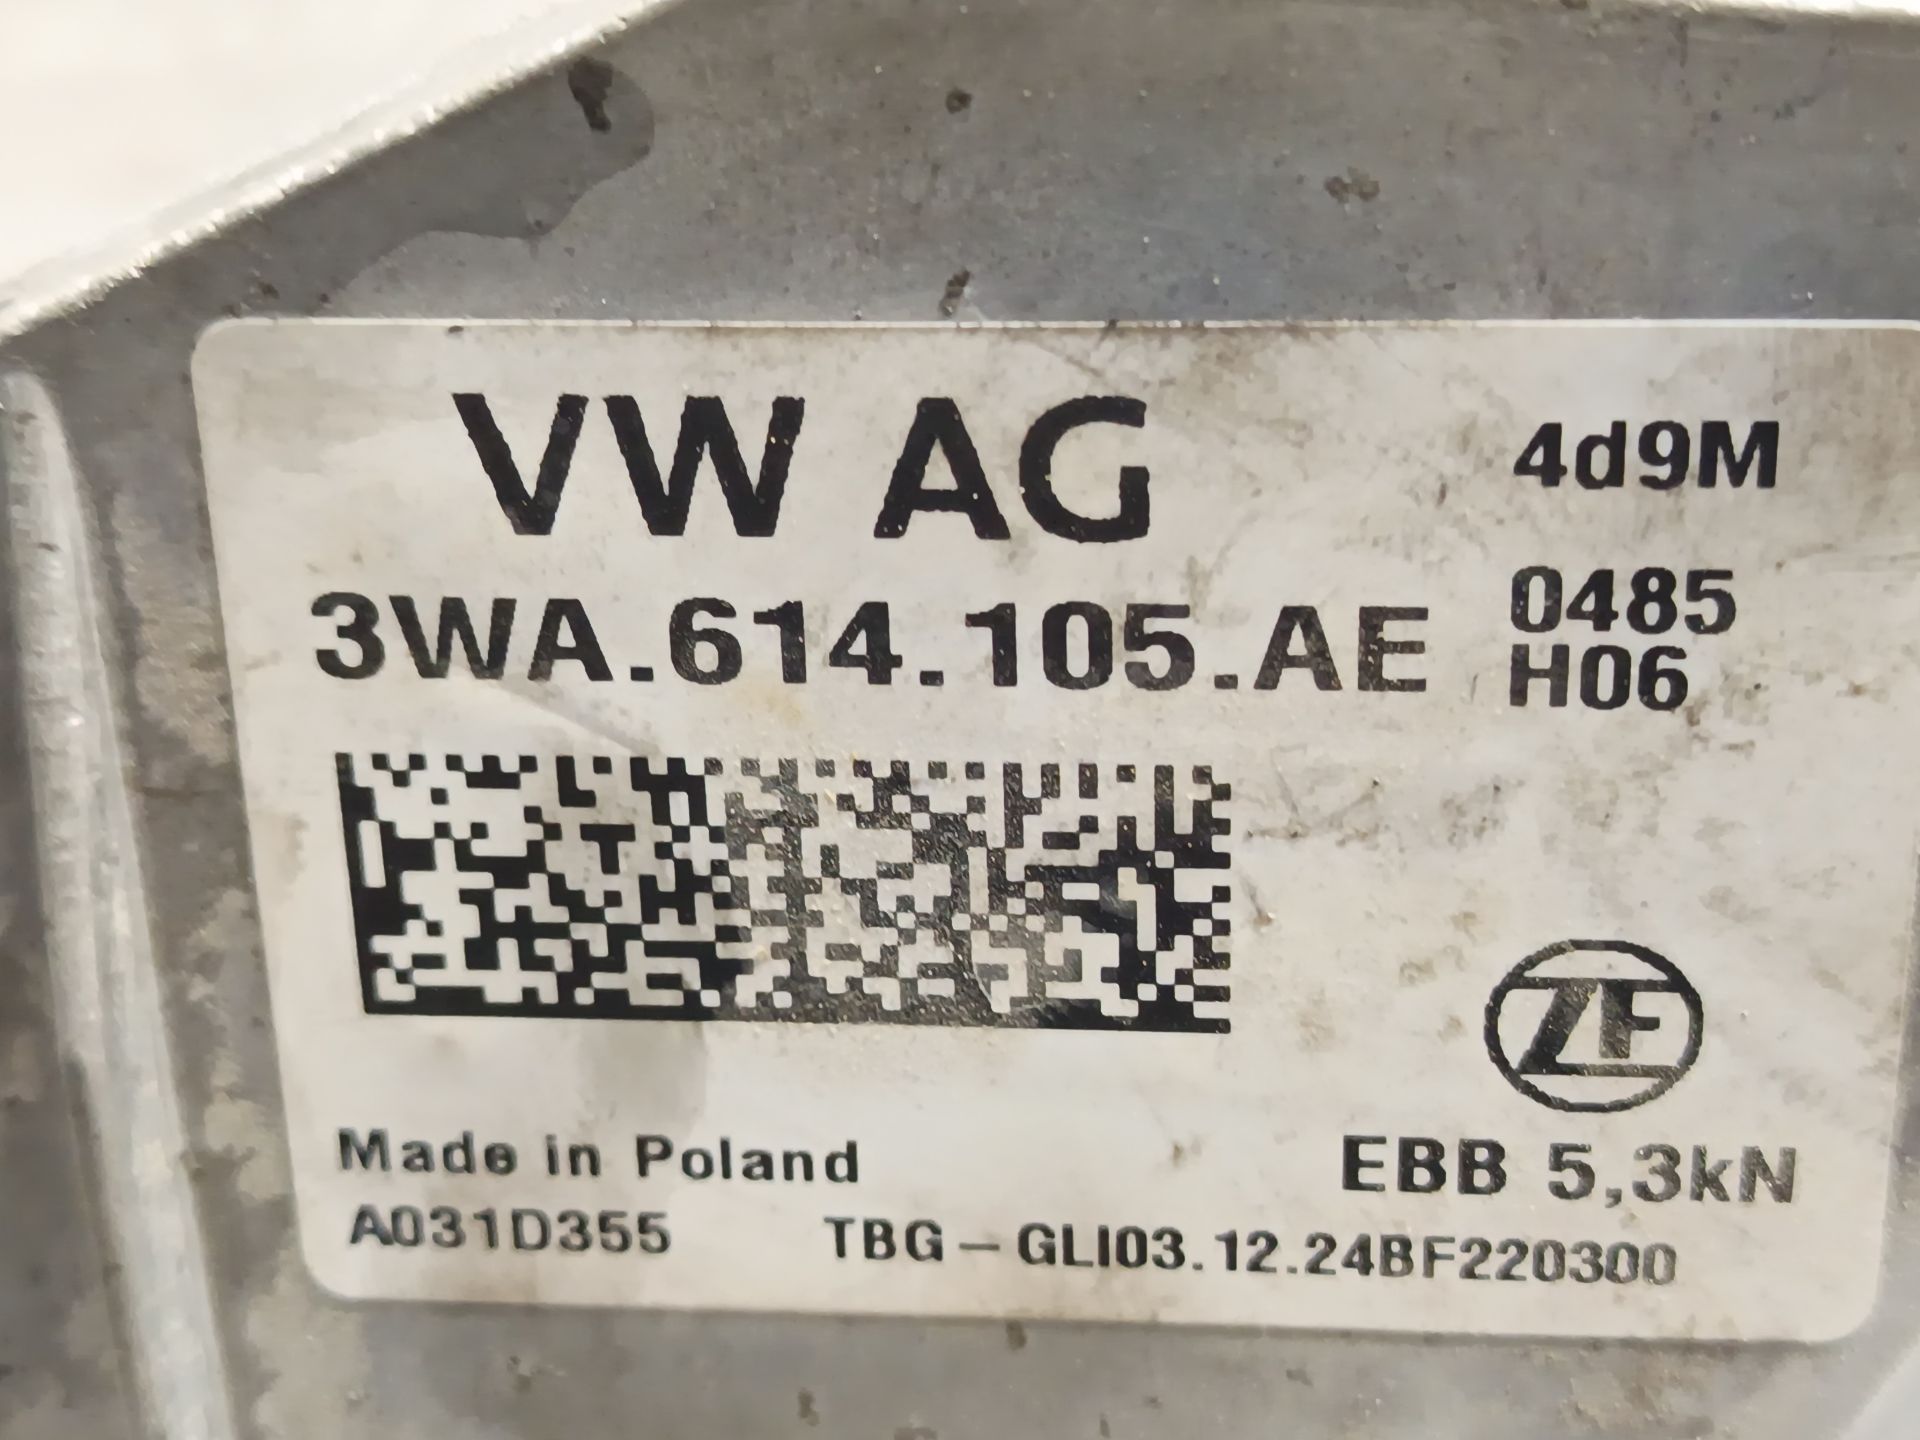 VW AG
4d9M
3WA.614.105.AE
0485
H06
ZF
Made in Poland
EBB 5,3kN
A031D355
TBG-GLI03.12.24BF220300